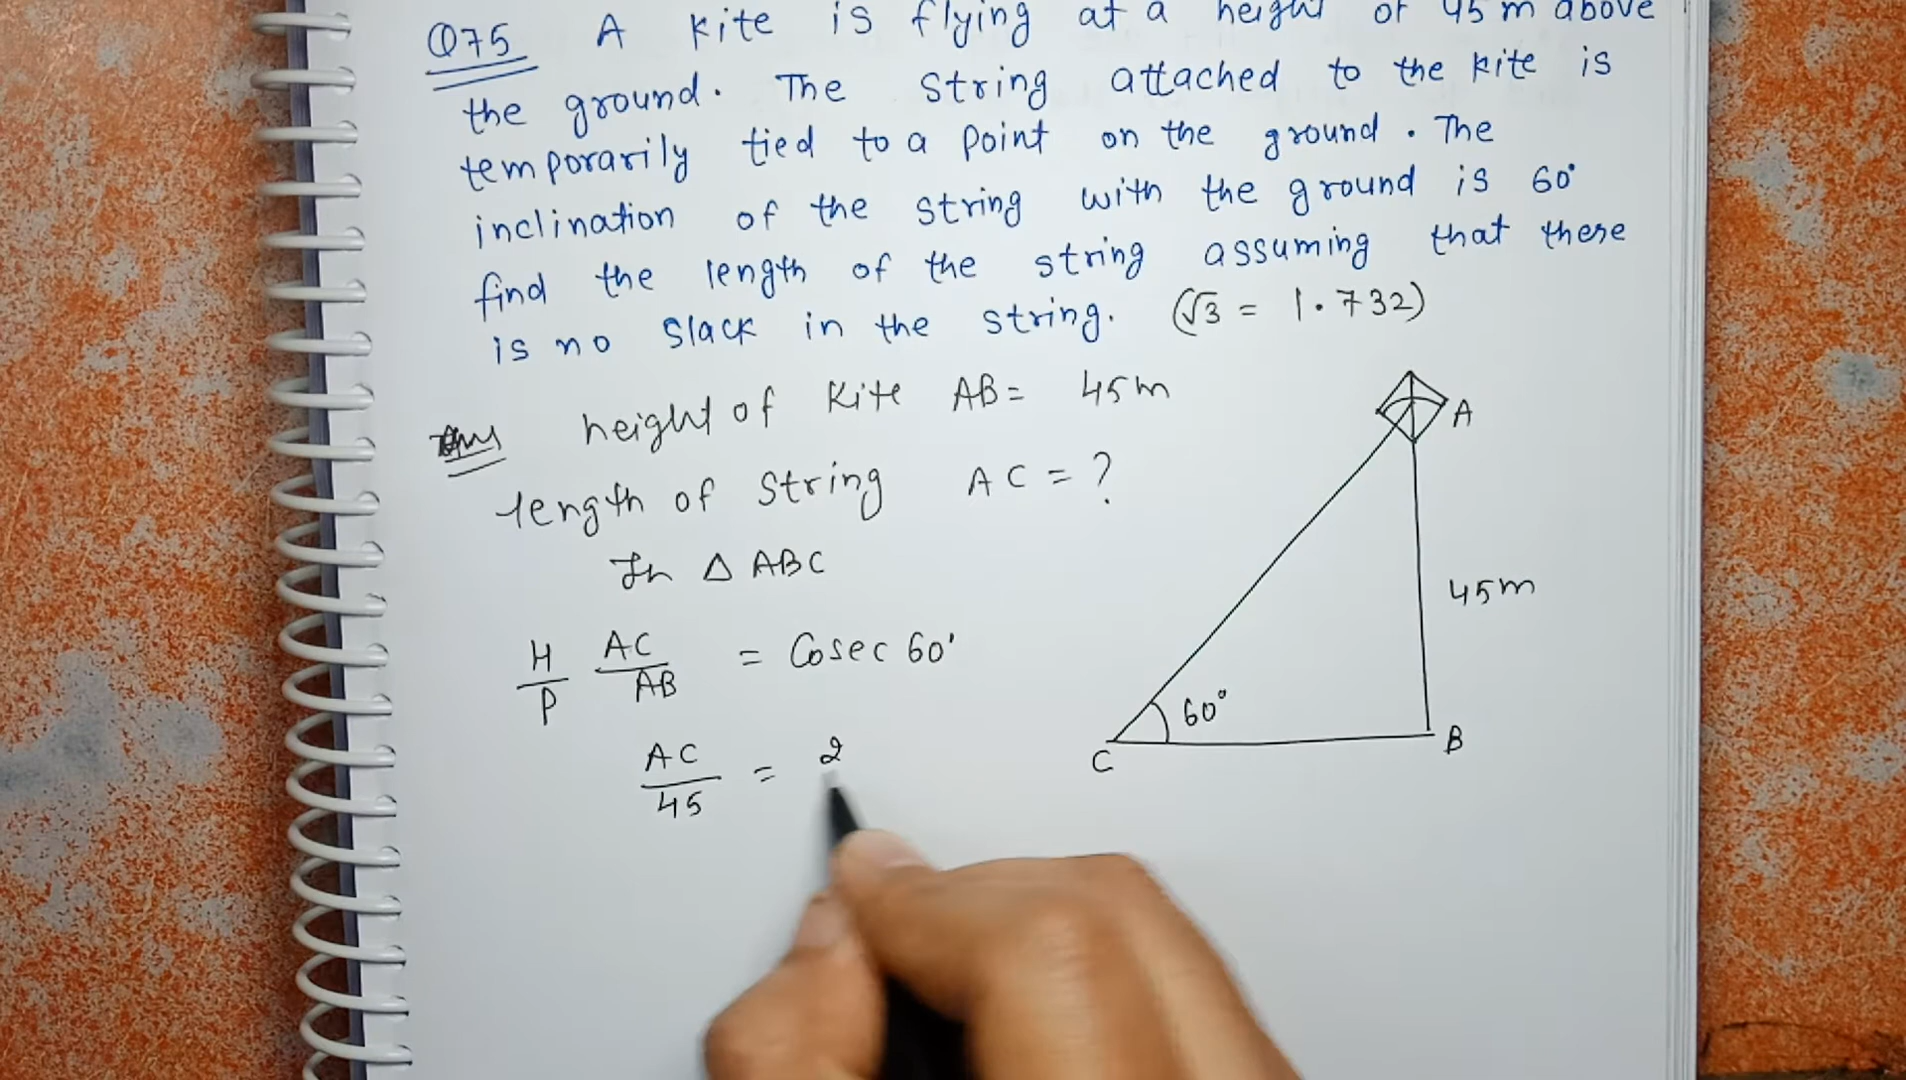 Q75 A kite is flying at a height of 45 m above
the ground. The string attached to the kite is
temporarily tied to a point on the ground. The
inclination of the string with the ground is 60°
find the length of the string assuming that there
is no slack in the string. (√3 = 1.732)
Ans height of kite AB = 45m
length of string AC = ?
In △ ABC
H/P AC/AB = Cosec 60°
AC/45 = 2
A
45m
60°
C
B